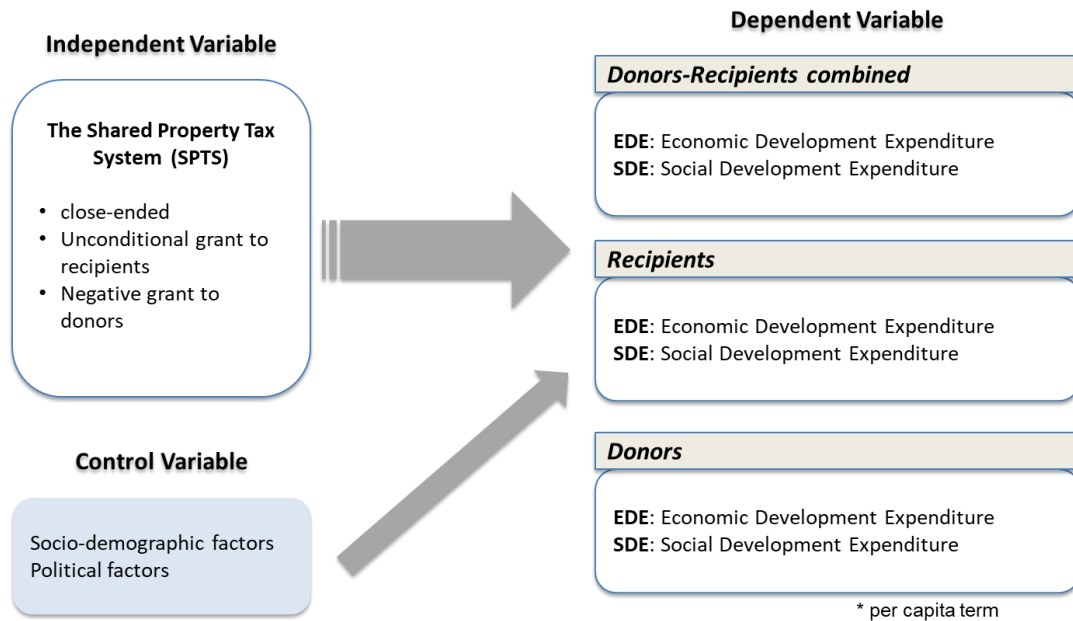 Independent Variable
The Shared Property Tax
System (SPTS)
• close-ended
• Unconditional grant to
recipients
• Negative grant to
donors
Control Variable
Socio-demographic factors
Political factors
Dependent Variable
Donors-Recipients combined
EDE: Economic Development Expenditure
SDE: Social Development Expenditure
Recipients
EDE: Economic Development Expenditure
SDE: Social Development Expenditure
Donors
EDE: Economic Development Expenditure
SDE: Social Development Expenditure
* per capita term